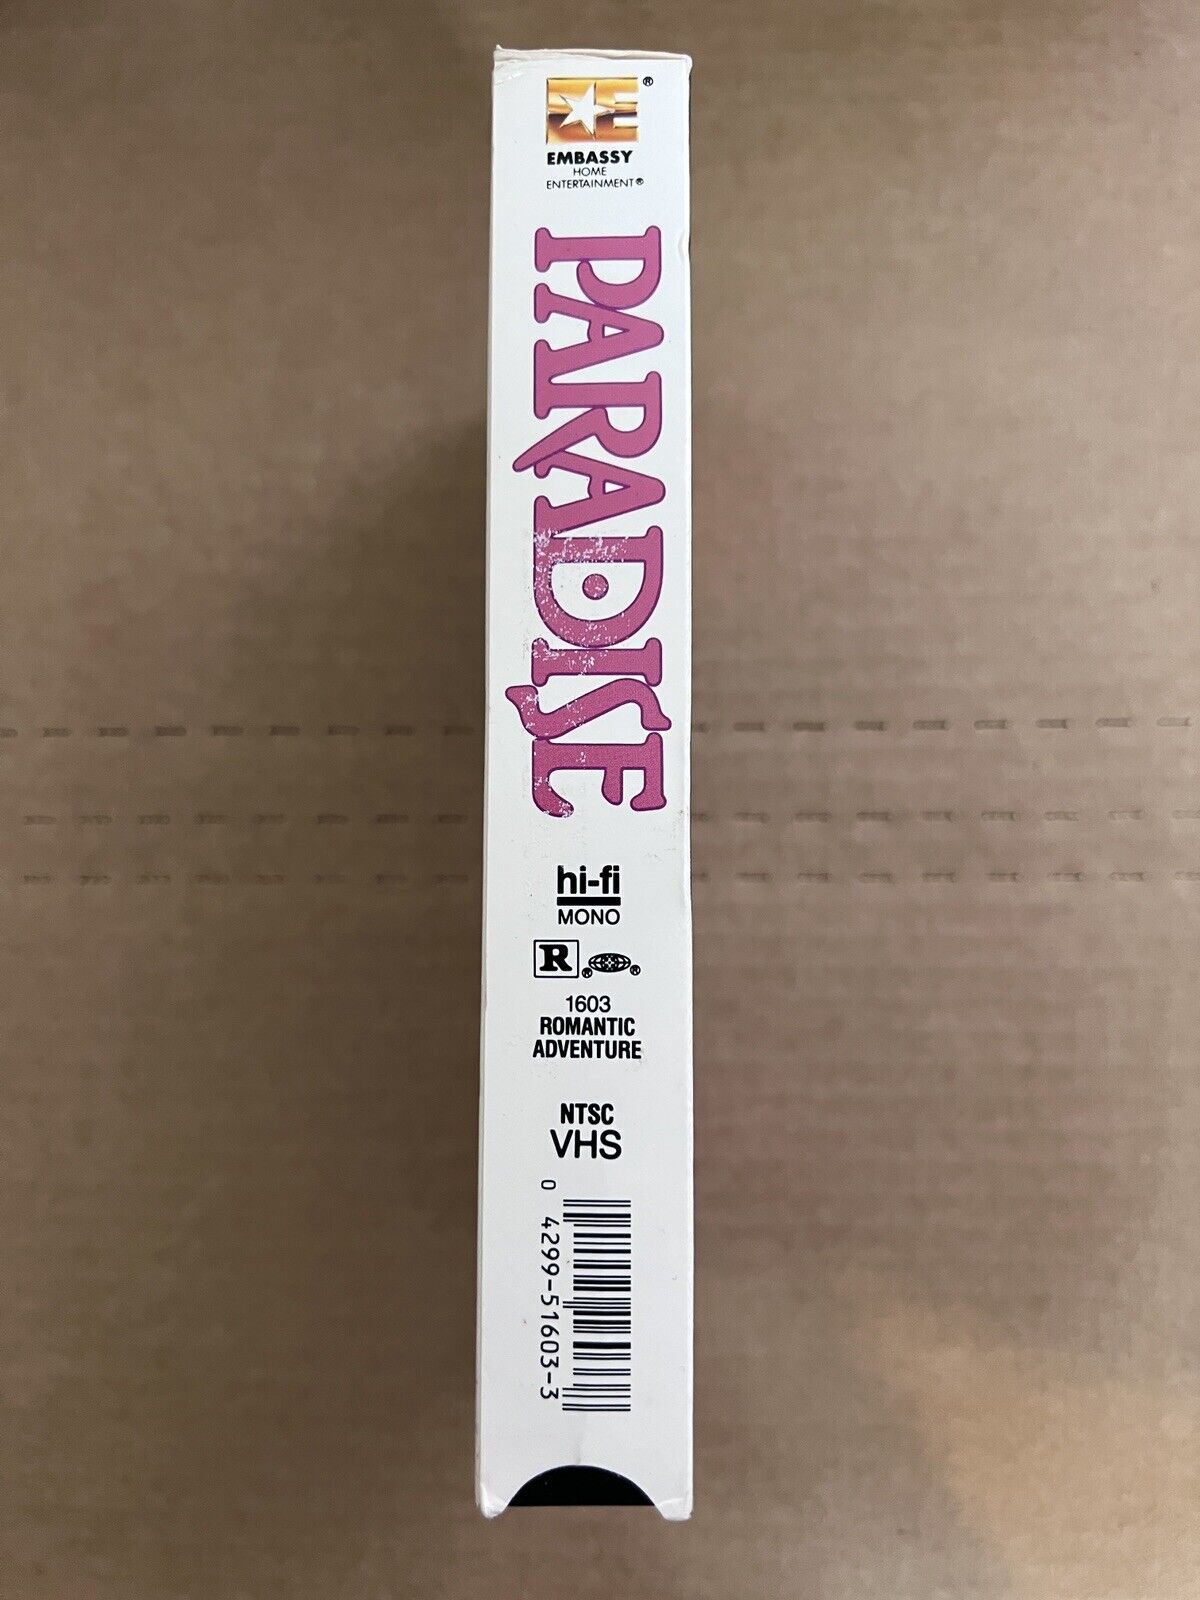 EMBASSY
HOME
ENTERTAINMENT®
PARADISE
hi-fi
MONO
R ® ®
1603
ROMANTIC
ADVENTURE
NTSC
VHS
0 4299-51603-3